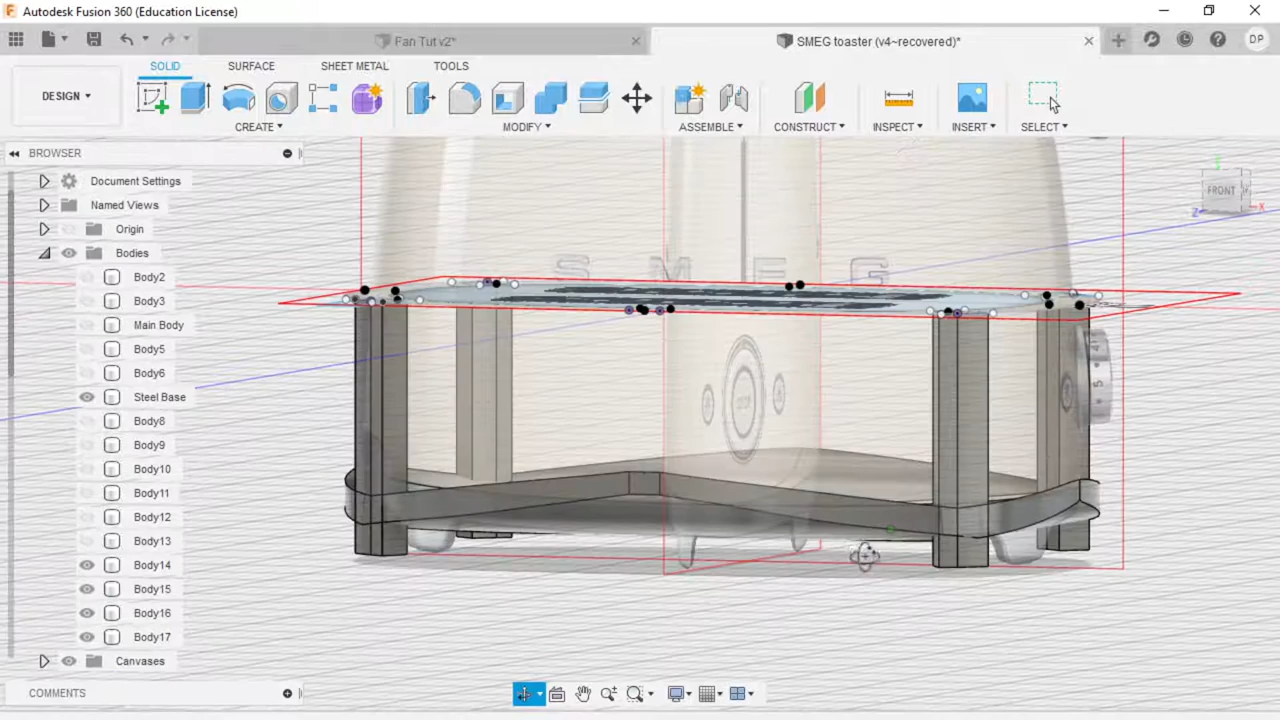 Autodesk Fusion 360 (Education License)
Fan Tut v2*
SMEG toaster (v4~recovered)*
DP
DESIGN
SOLID
SURFACE
SHEET METAL
TOOLS
CREATE
MODIFY
ASSEMBLE
CONSTRUCT
INSPECT
INSERT
SELECT
BROWSER
Document Settings
Named Views
Origin
Bodies
Body2
Body3
Main Body
Body5
Body6
Steel Base
Body8
Body9
Body10
Body11
Body12
Body13
Body14
Body15
Body16
Body17
Canvases
COMMENTS
S M E G
FRONT
Z
X
5